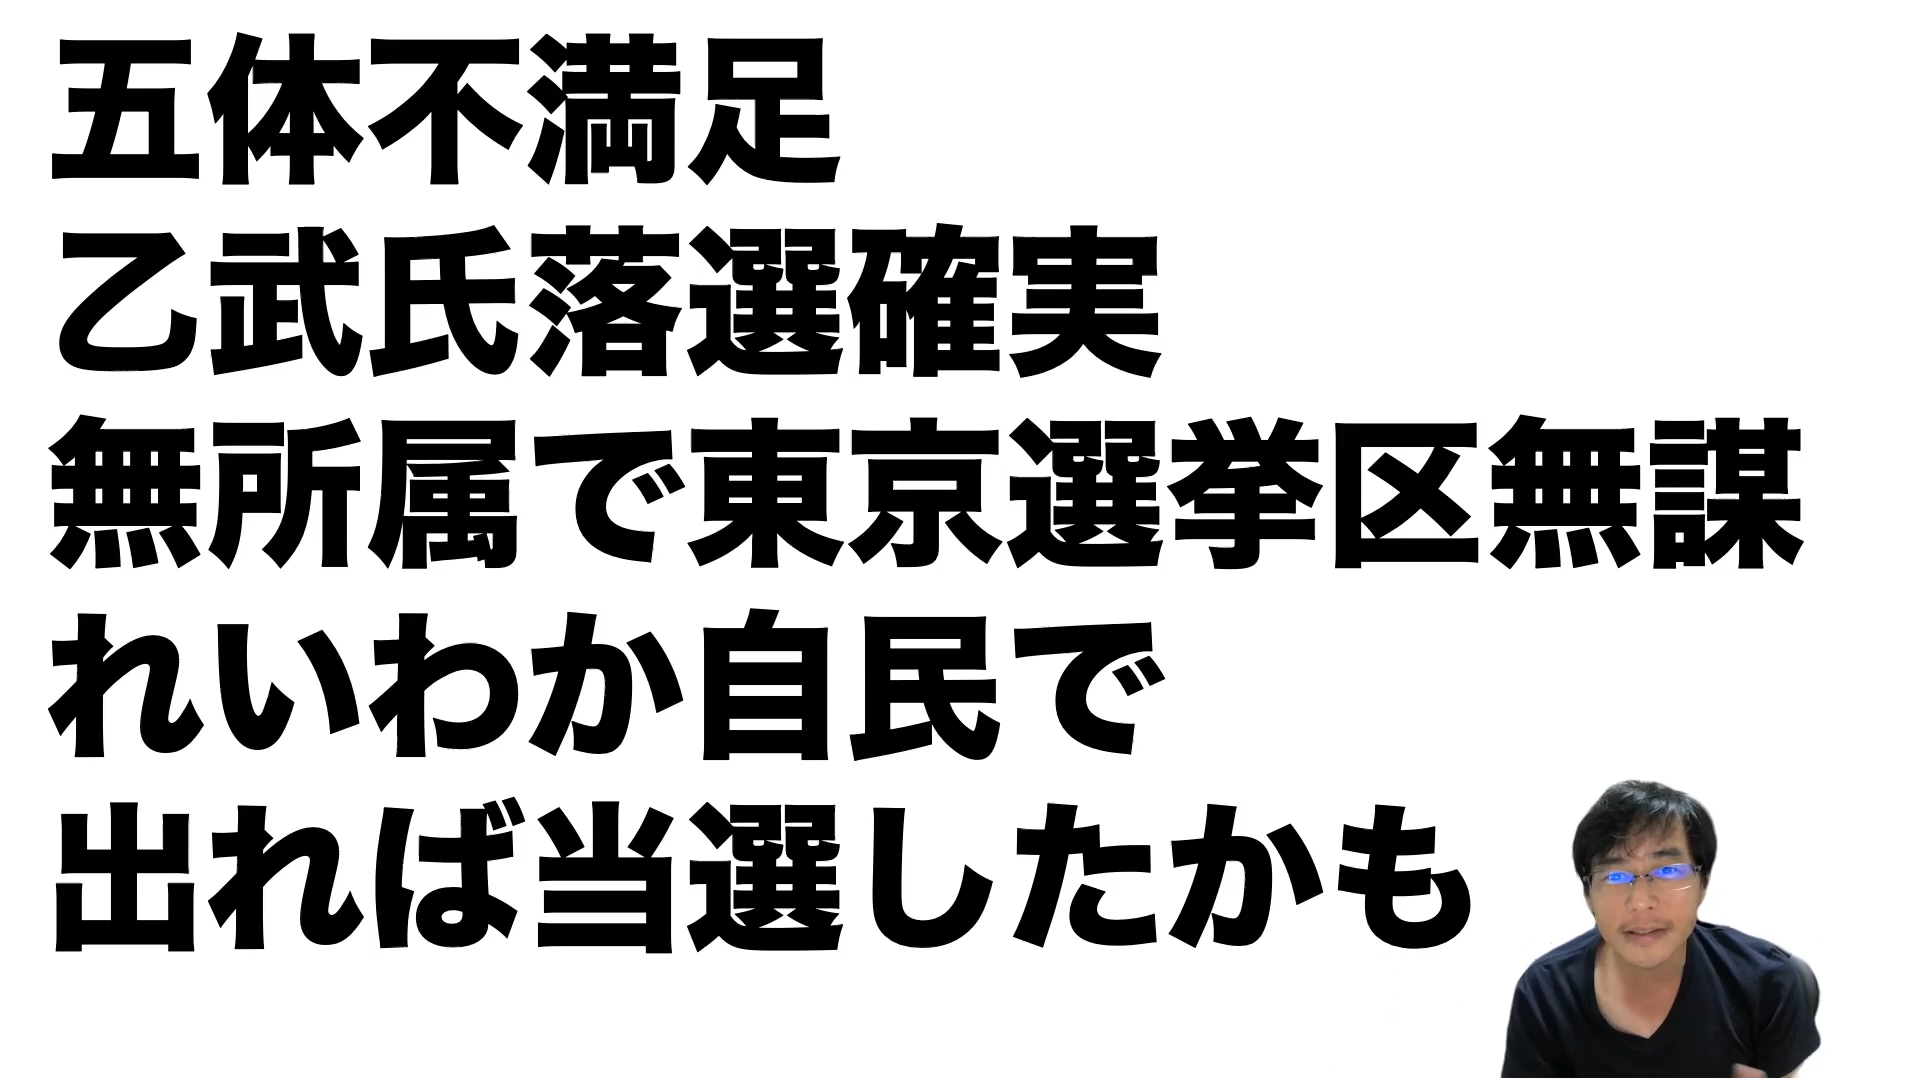 五体不満足
乙武氏落選確実
無所属で東京選挙区無謀
れいわか自民で
出れば当選したかも